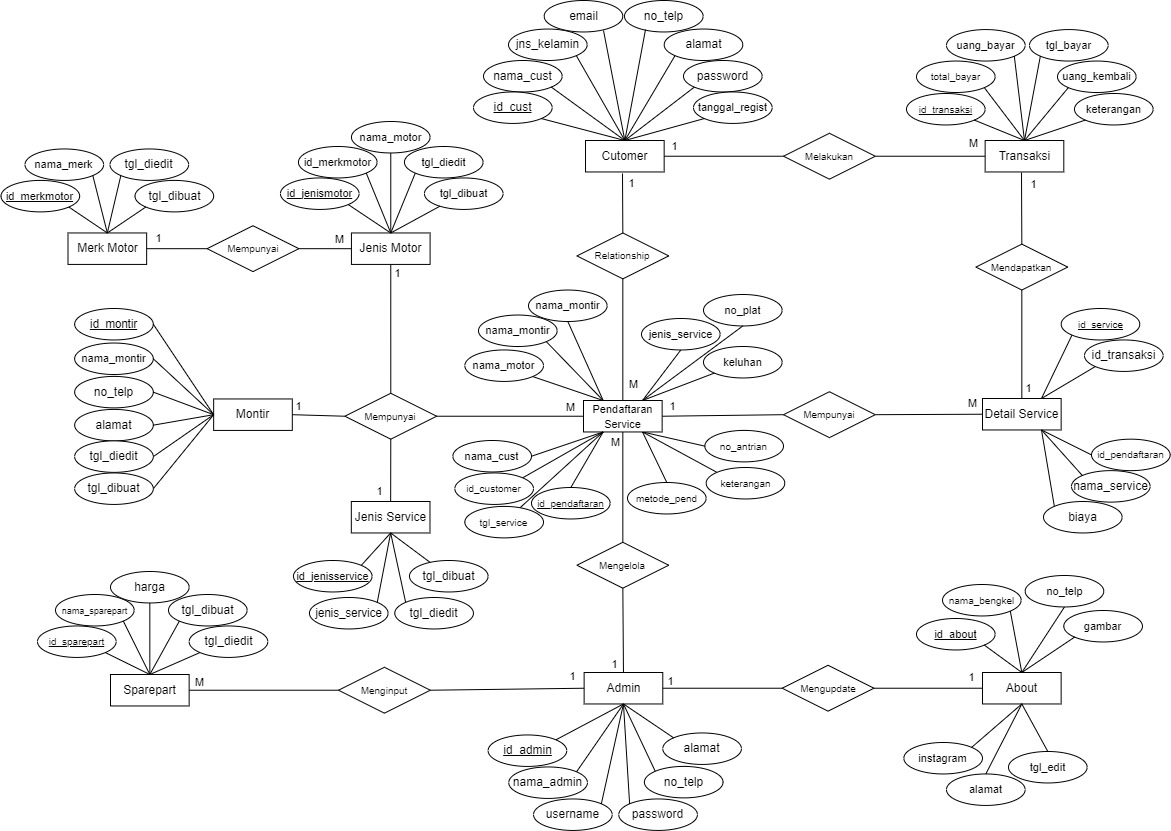 email
no_telp
jns_kelamin
alamat
nama_cust
password
id_cust
tanggal_regist
Cutomer
1
Melakukan
M
Transaksi
uang_bayar
tgl_bayar
total_bayar
uang_kembali
id_transaksi
keterangan
nama_merk
tgl_diedit
id_merkmotor
tgl_dibuat
Merk Motor
1
Mempunyai
M
Jenis Motor
nama_motor
id_merkmotor
tgl_diedit
id_jenismotor
tgl_dibuat
1
1
Relationship
M
1
Mendapatkan
1
id_montir
nama_montir
no_telp
alamat
tgl_diedit
tgl_dibuat
Montir
1
Mempunyai
M
nama_montir
nama_montir
nama_motor
no_plat
jenis_service
keluhan
Pendaftaran
Service
1
Mempunyai
M
Detail Service
id_service
id_transaksi
id_pendaftaran
nama_service
biaya
M
nama_cust
id_customer
tgl_service
id_pendaftaran
metode_pend
no_antrian
keterangan
1
Jenis Service
id_jenisservice
tgl_dibuat
jenis_service
tgl_diedit
Mengelola
1
harga
nama_sparepart
tgl_dibuat
id_sparepart
tgl_diedit
Sparepart
M
Menginput
1
Admin
1
Mengupdate
1
About
nama_bengkel
no_telp
id_about
gambar
id_admin
nama_admin
username
password
no_telp
alamat
instagram
alamat
tgl_edit